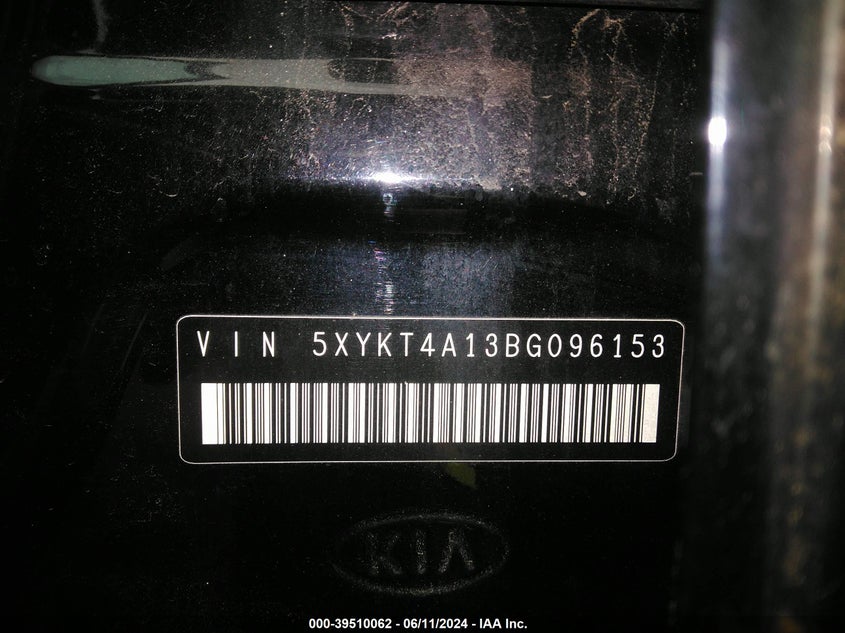 VIN 5XYKT4A13BG096153
KIA
000-39510062 - 06/11/2024 - IAA Inc.